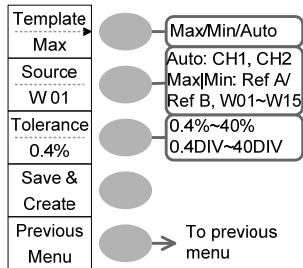 Template
Max
Max/Min/Auto
Source
W 01
Auto: CH1, CH2
Max|Min: Ref A/
Ref B, W01~W15
Tolerance
0.4%
0.4%~40%
0.4DIV~40DIV
Save &
Create
Previous
Menu
To previous
menu